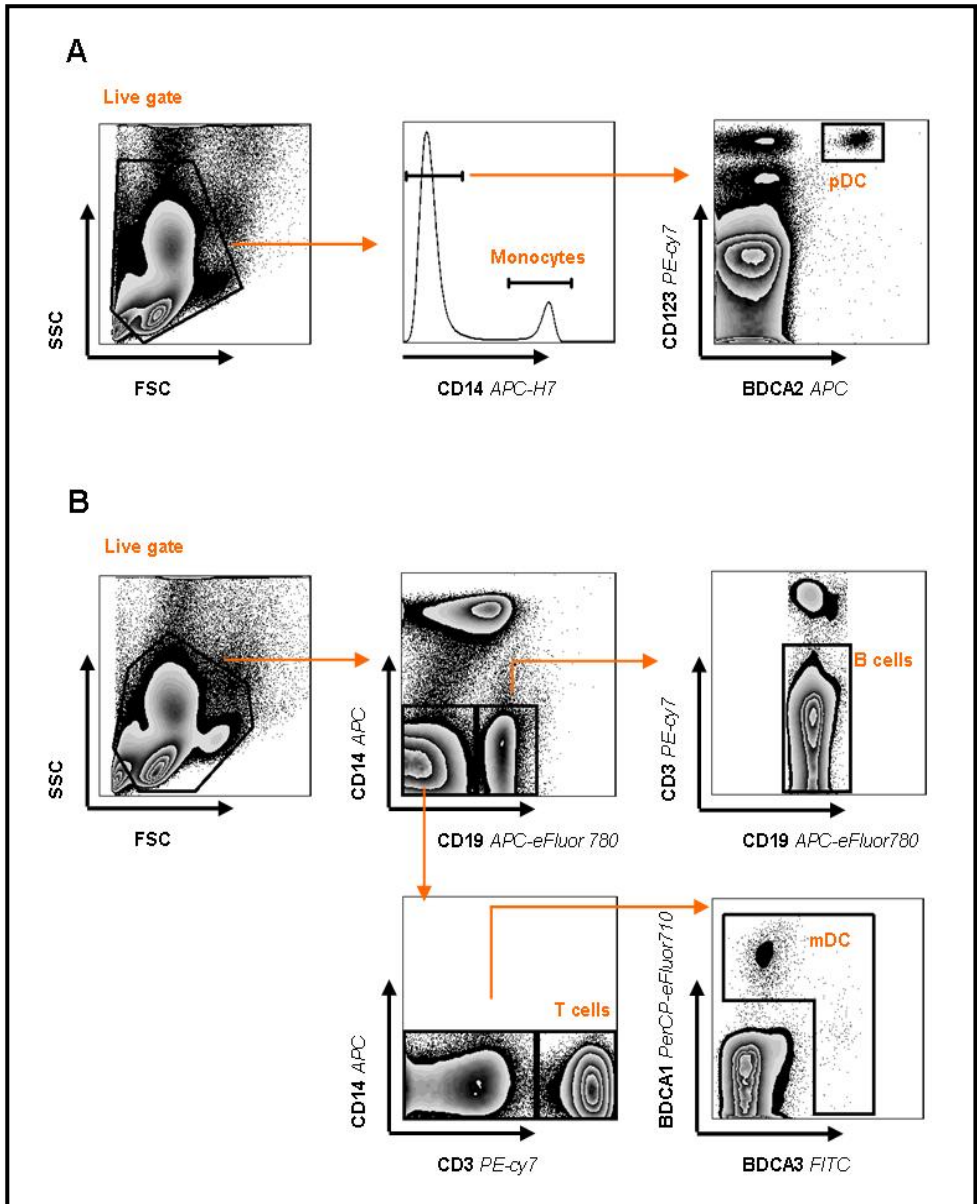 A
Live gate
SSC
FSC
Monocytes
CD14 APC-H7
pDC
CD123 PE-cy7
BDCA2 APC
B
Live gate
SSC
FSC
CD14 APC
CD19 APC-eFluor 780
B cells
CD3 PE-cy7
CD19 APC-eFluor780
T cells
CD14 APC
CD3 PE-cy7
mDC
BDCA1 PerCP-eFluor710
BDCA3 FITC